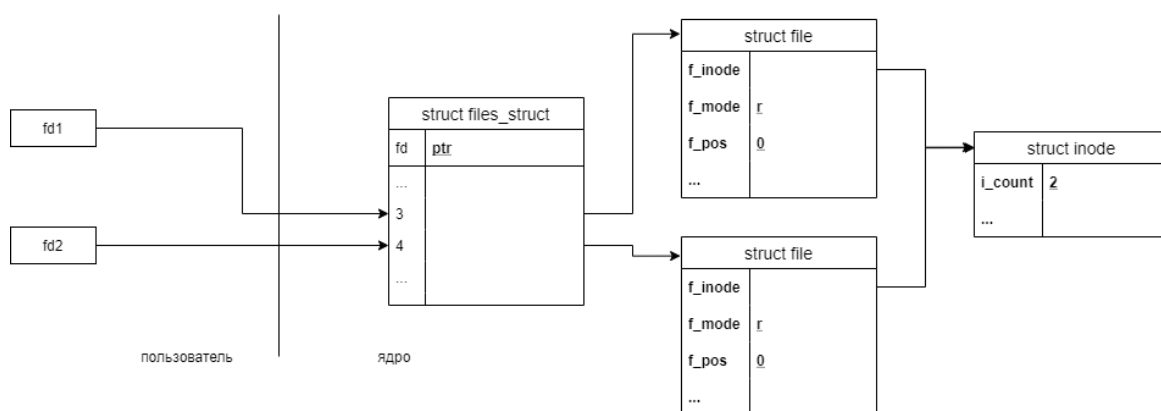 fd1
fd2
пользователь
ядро
struct files_struct
fd ptr
...
3
4
...
struct file
f_inode
f_mode r
f_pos 0
...
struct file
f_inode
f_mode r
f_pos 0
...
struct inode
i_count 2
...